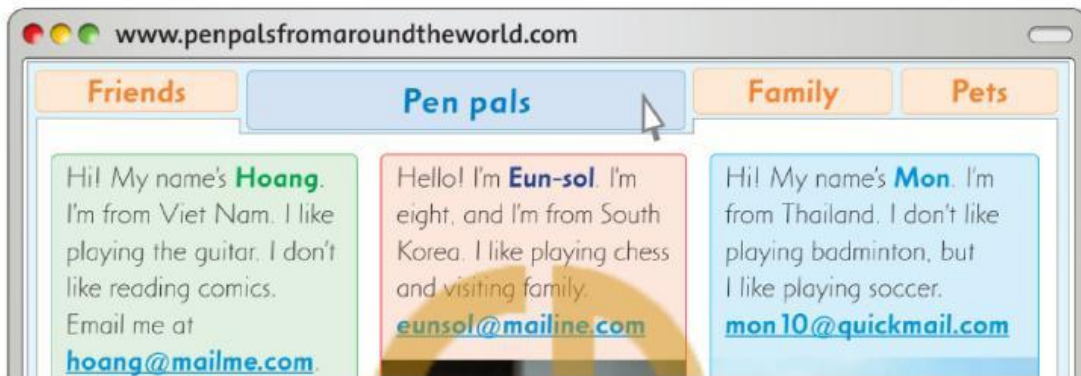 www.penpalsfromaroundtheworld.com
Friends
Pen pals
Family
Pets
Hi! My name's Hoang.
I'm from Viet Nam. I like
playing the guitar. I don't
like reading comics.
Email me at
hoang@mailme.com.
Hello! I'm Eun-sol. I'm
eight, and I'm from South
Korea. I like playing chess
and visiting family.
eunsol@mailine.com
Hi! My name's Mon. I'm
from Thailand. I don't like
playing badminton, but
I like playing soccer.
mon10@quickmail.com